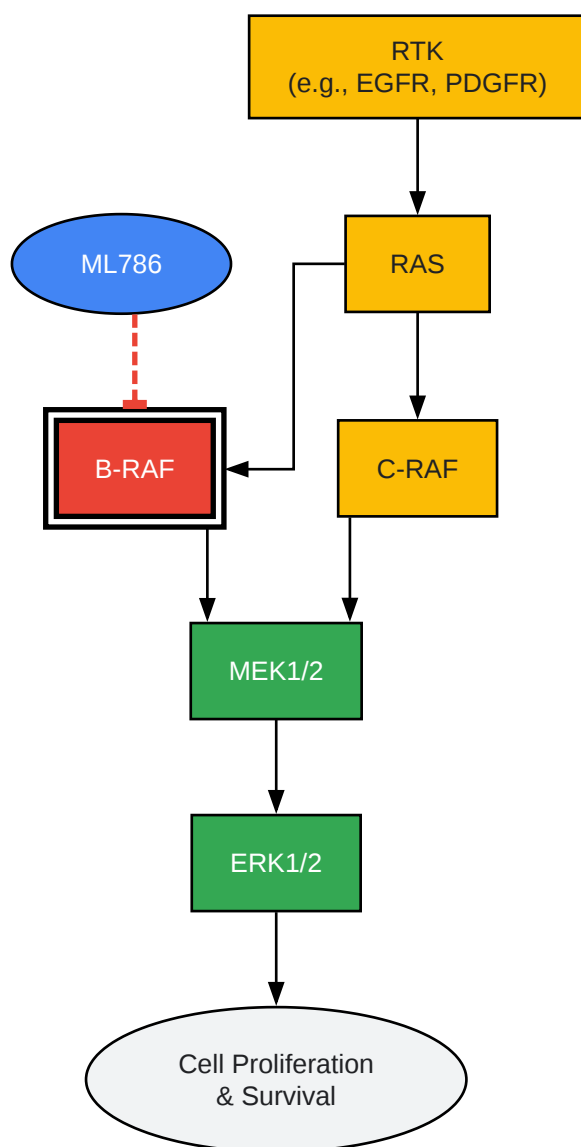 RTK
(e.g., EGFR, PDGFR)
ML786
RAS
B-RAF
C-RAF
MEK1/2
ERK1/2
Cell Proliferation
& Survival